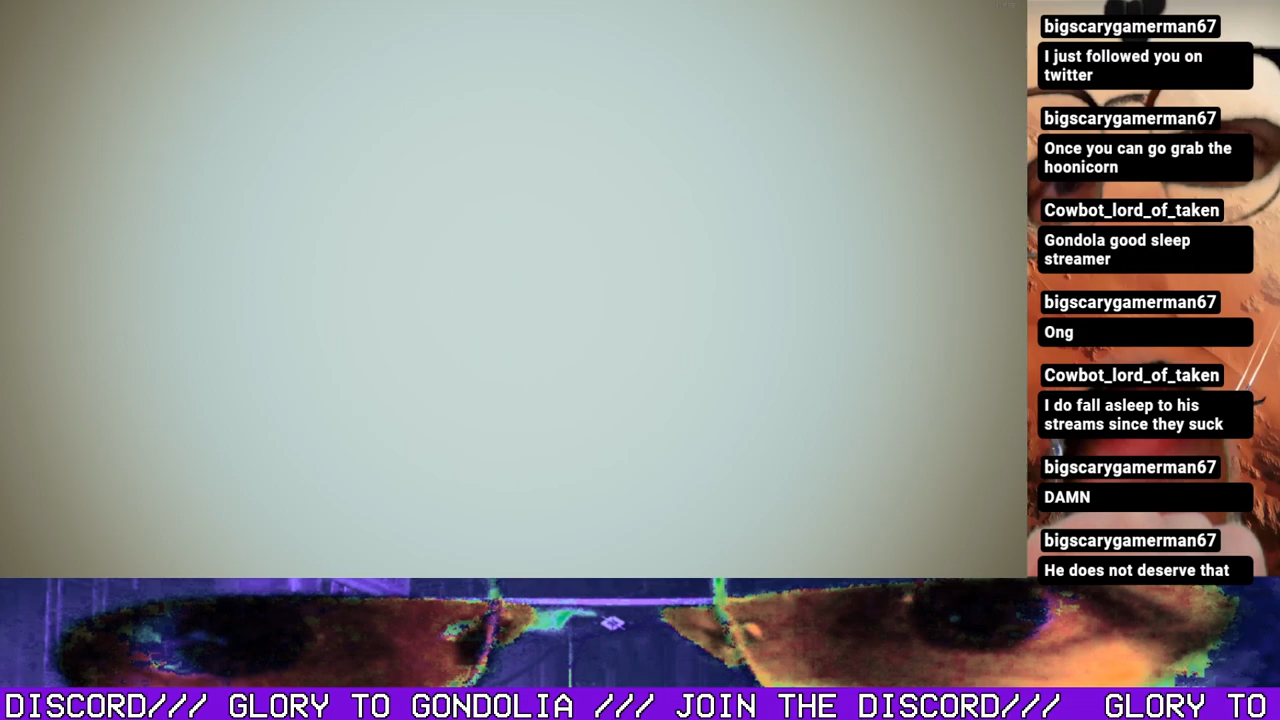 bigscarygamerman67
I just followed you on
twitter
bigscarygamerman67
Once you can go grab the
hoonicorn
Cowbot_lord_of_taken
Gondola good sleep
streamer
bigscarygamerman67
Ong
Cowbot_lord_of_taken
I do fall asleep to his
streams since they suck
bigscarygamerman67
DAMN
bigscarygamerman67
He does not deserve that
DISCORD/// GLORY TO GONDOLIA /// JOIN THE DISCORD/// GLORY TO